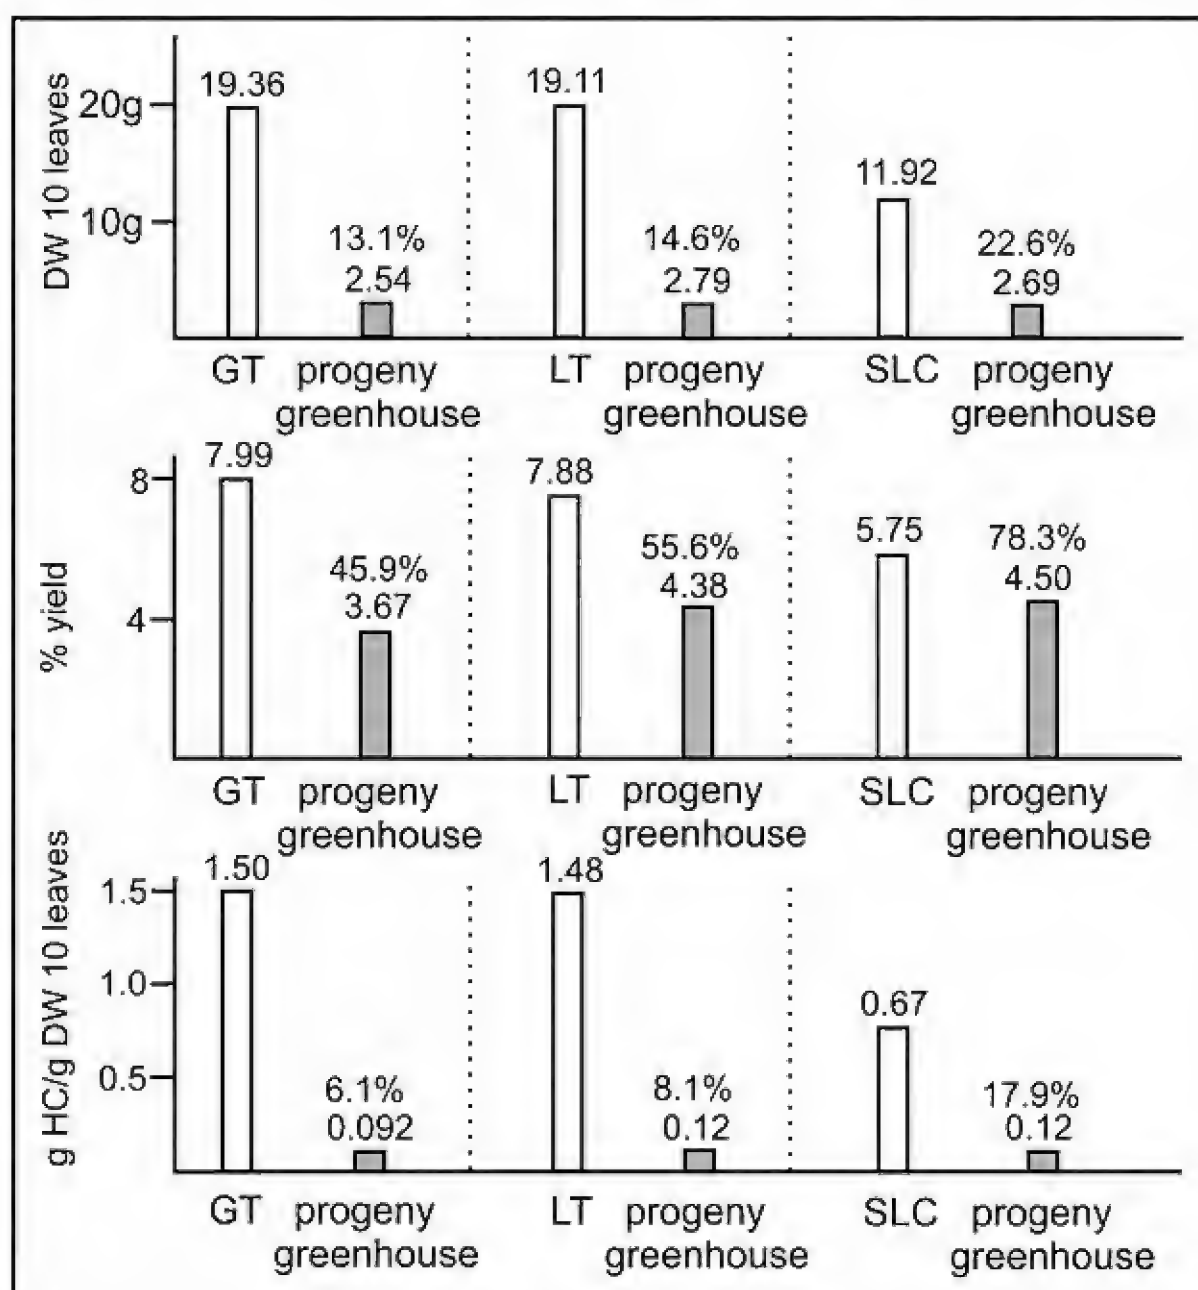 DW 10 leaves
20g
10g
19.36
13.1%
2.54
19.11
14.6%
2.79
11.92
22.6%
2.69
GT progeny greenhouse
LT progeny greenhouse
SLC progeny greenhouse
% yield
8
4
7.99
45.9%
3.67
7.88
55.6%
4.38
5.75
78.3%
4.50
GT progeny greenhouse
LT progeny greenhouse
SLC progeny greenhouse
g HC/g DW 10 leaves
1.5
1.0
0.5
1.50
6.1%
0.092
1.48
8.1%
0.12
0.67
17.9%
0.12
GT progeny greenhouse
LT progeny greenhouse
SLC progeny greenhouse